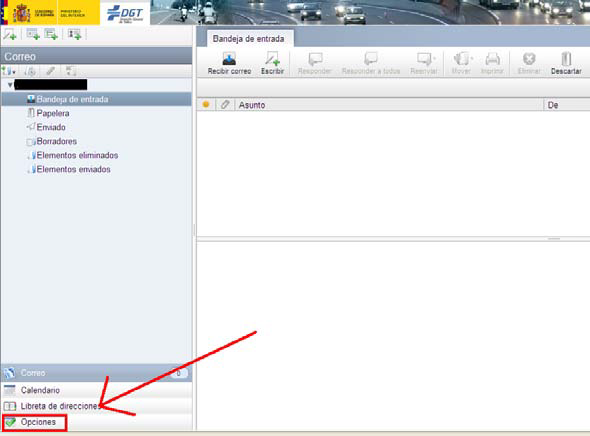 GOBIERNO DE ESPAÑA
MINISTERIO DEL INTERIOR
DGT
Dirección General de Tráfico
Correo
Bandeja de entrada
Papelera
Enviado
Borradores
Elementos eliminados
Elementos enviados
Bandeja de entrada
Recibir correo Escribir Responder Responder a todos Reenviar Mover Imprimir Eliminar Descartar
Asunto De
Correo 0
Calendario
Libreta de direcciones
Opciones